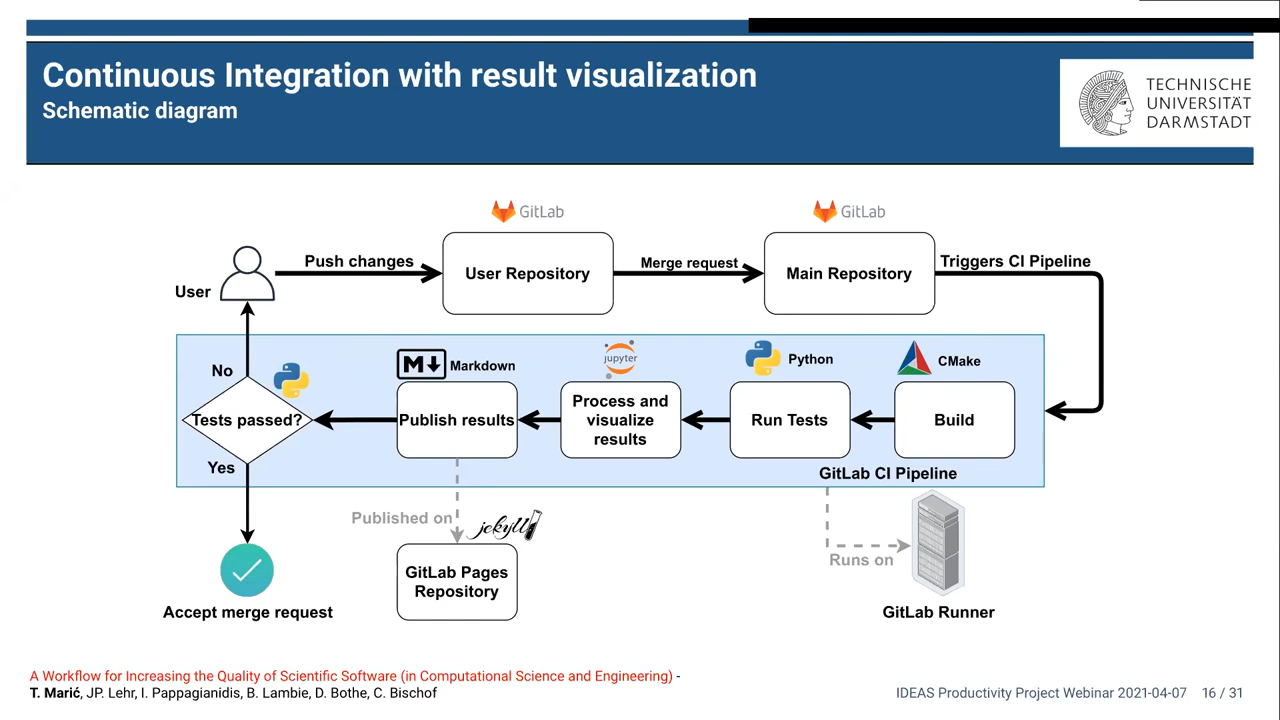 Continuous Integration with result visualization
Schematic diagram
TECHNISCHE
UNIVERSITÄT
DARMSTADT
GitLab
GitLab
User
Push changes
User Repository
Merge request
Main Repository
Triggers CI Pipeline
No
Markdown
jupyter
Python
CMake
Tests passed?
Publish results
Process and
visualize
results
Run Tests
Build
Yes
GitLab CI Pipeline
Published on
jekyll
Runs on
GitLab Pages
Repository
Accept merge request
GitLab Runner
A Workflow for Increasing the Quality of Scientific Software (in Computational Science and Engineering) -
T. Marić, JP. Lehr, I. Pappagianidis, B. Lambie, D. Bothe, C. Bischof
IDEAS Productivity Project Webinar 2021-04-07 16 / 31